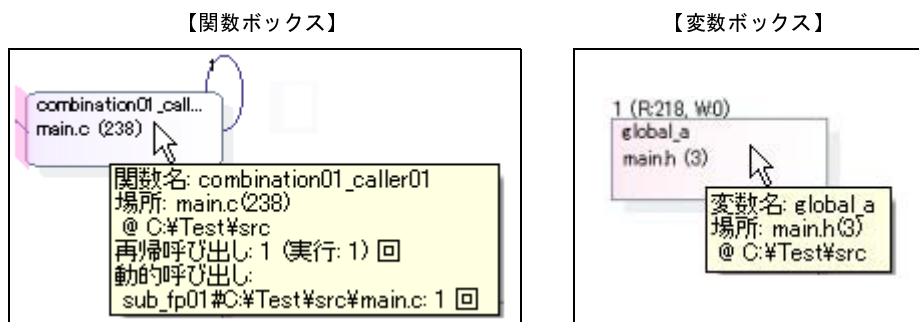 【関数ボックス】
1
combination01_call...
main.c (238)
関数名: combination01_caller01
場所: main.c(238)
@ C:¥Test¥src
再帰呼び出し: 1 (実行: 1) 回
動的呼び出し:
sub_fp01#C:¥Test¥src¥main.c: 1 回
【変数ボックス】
1 (R:218, W:0)
global_a
main.h (3)
変数名: global_a
場所: main.h(3)
@ C:¥Test¥src